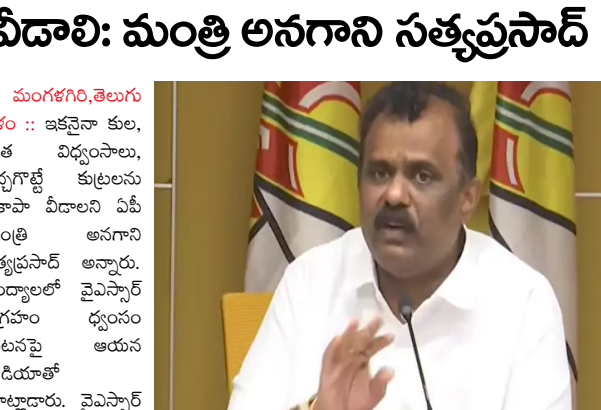 వీడాలి: మంత్రి అనగాని సత్యప్రసాద్
మంగళగిరి,తెలుగు
:: ఇకనైనా కుల,
విధ్వంసాలు,
కుట్రలను
వీడాలని ఏపీ
అనగాని
అన్నారు.
వైఎస్సార్
ధ్వంసం
ఆయన
వైఎస్సార్